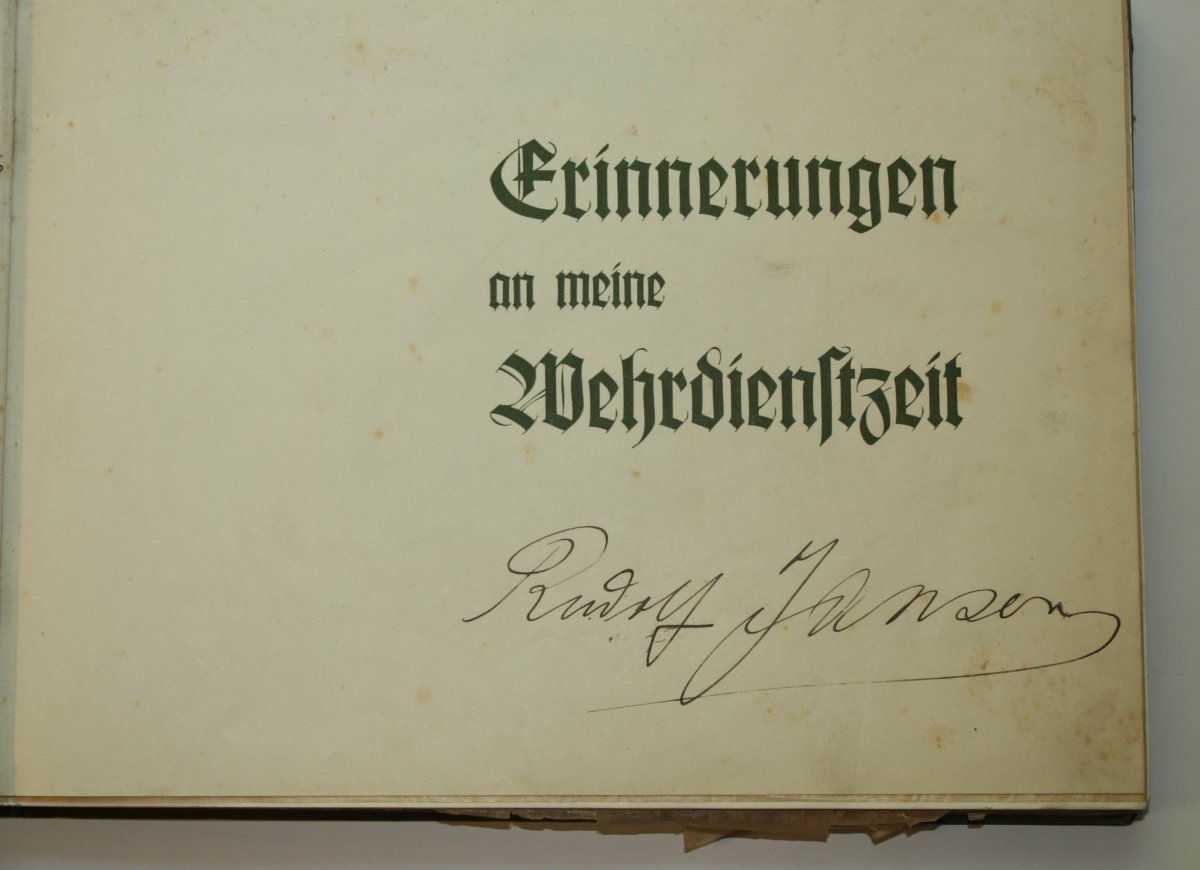 Erinnerungen
an meine
Wehrdienstzeit
Rudolf Jansen